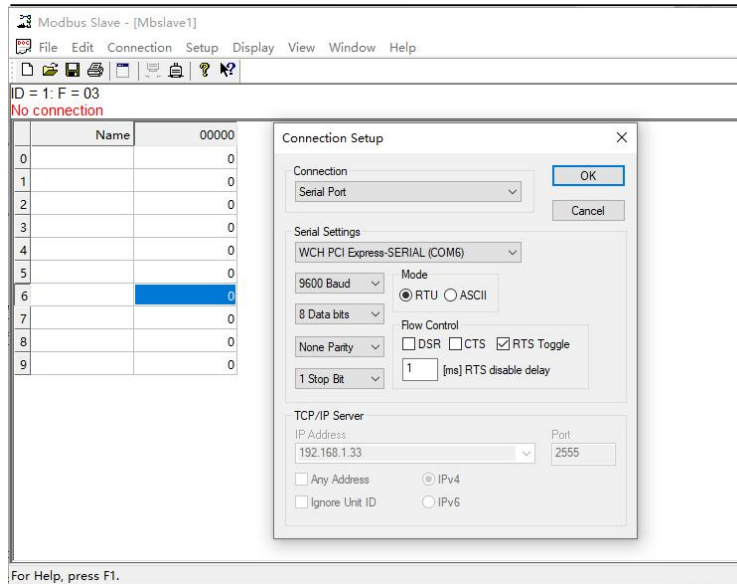 Modbus Slave - [Mbslave1]
File Edit Connection Setup Display View Window Help
ID = 1: F = 03
No connection
Name 00000
0 0
1 0
2 0
3 0
4 0
5 0
6 0
7 0
8 0
9 0
Connection Setup
Connection
Serial Port
OK
Cancel
Serial Settings
WCH PCI Express-SERIAL (COM6)
9600 Baud
Mode
RTU ASCII
8 Data bits
Flow Control
DSR CTS RTS Toggle
None Parity
1 [ms] RTS disable delay
1 Stop Bit
TCP/IP Server
IP Address Port
192.168.1.33 2555
Any Address IPv4
Ignore Unit ID IPv6
For Help, press F1.